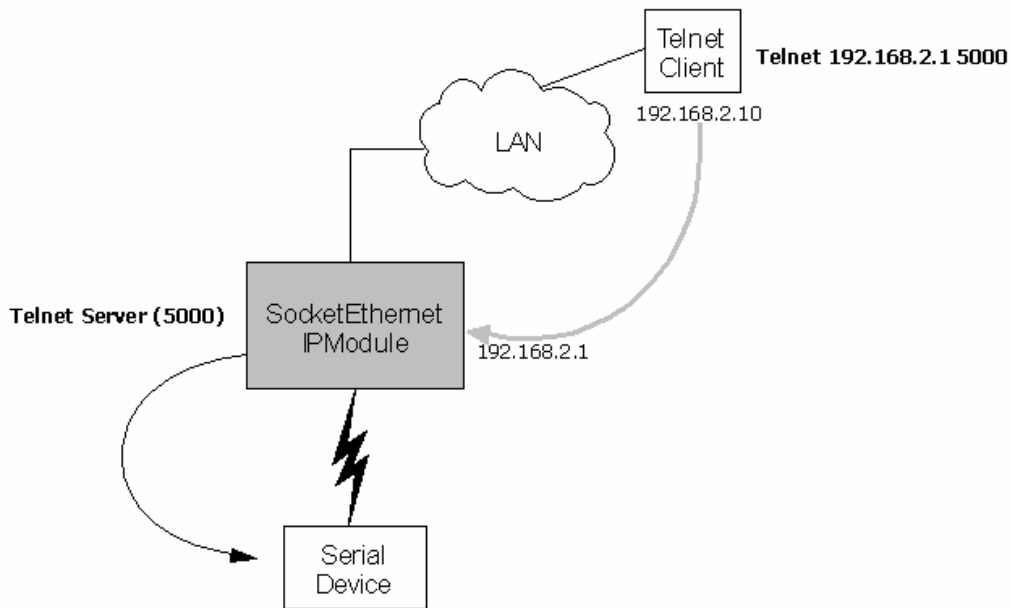 Telnet
Client
Telnet 192.168.2.1 5000
192.168.2.10
LAN
Telnet Server (5000)
SocketEthernet
IPModule
192.168.2.1
Serial
Device